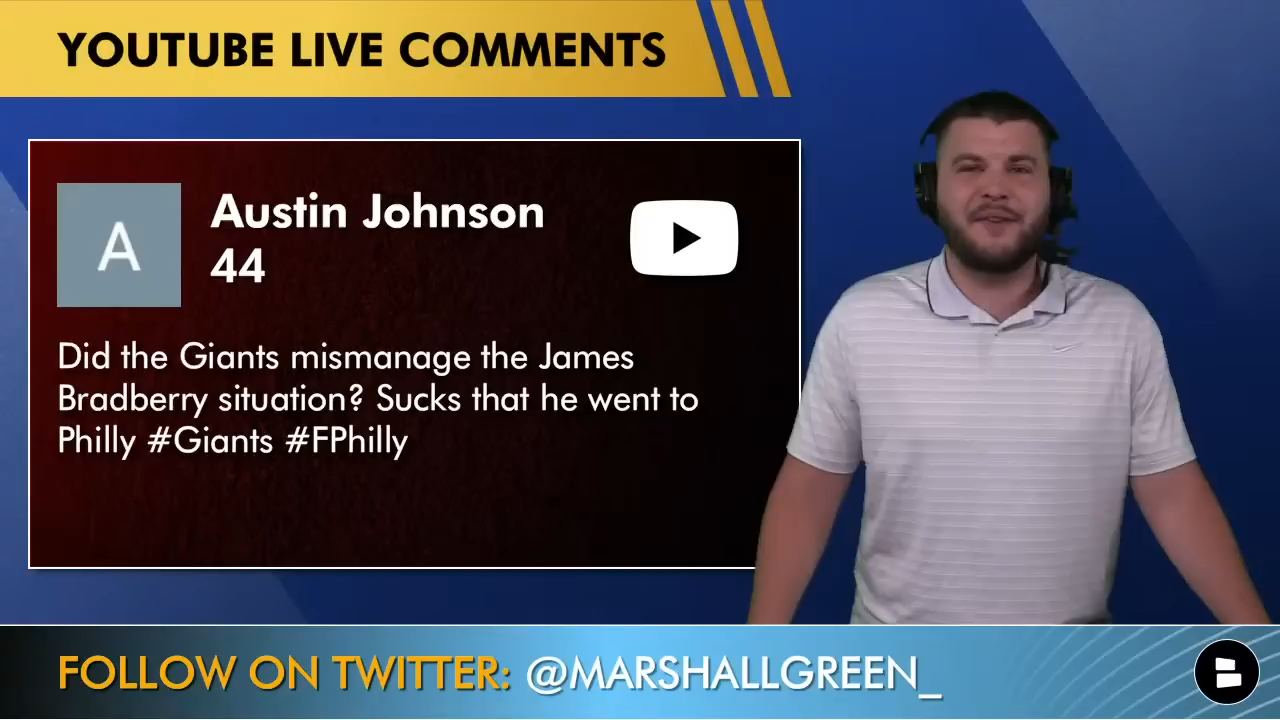 YOUTUBE LIVE COMMENTS
A
Austin Johnson
44
Did the Giants mismanage the James
Bradberry situation? Sucks that he went to
Philly #Giants #FPhilly
FOLLOW ON TWITTER: @MARSHALLGREEN_